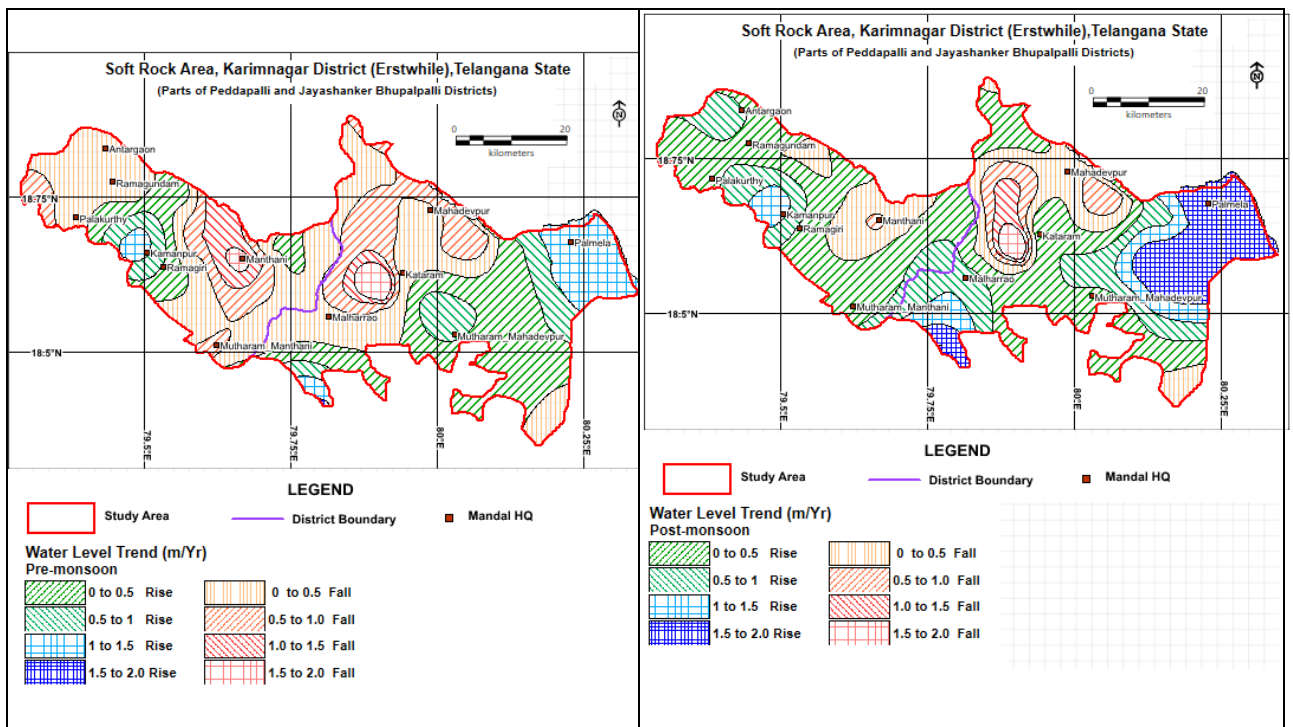 Soft Rock Area, Karimnagar District (Erstwhile),Telangana State
(Parts of Peddapalli and Jayashanker Bhupalpalli Districts)
N
0 20
kilometers
Antargaon
Ramagundam
18.75°N
Palakurthy
Mahadevpur
Kamanpur
Manthani
Palmela
Ramagiri
Kataram
Malharrao
Mutharam_Mahadevpur
18.5°N
Mutharam_Manthani
79.5°E
79.75°E
80°E
80.25°E
LEGEND
Study Area
District Boundary
Mandal HQ
Water Level Trend (m/Yr)
Pre-monsoon
0 to 0.5 Rise
0 to 0.5 Fall
0.5 to 1 Rise
0.5 to 1.0 Fall
1 to 1.5 Rise
1.0 to 1.5 Fall
1.5 to 2.0 Rise
1.5 to 2.0 Fall
Soft Rock Area, Karimnagar District (Erstwhile),Telangana State
(Parts of Peddapalli and Jayashanker Bhupalpalli Districts)
N
0 20
kilometers
Antargaon
Ramagundam
18.75°N
Palakurthy
Mahadevpur
Palmela
Kamanpur
Manthani
Ramagiri
Kataram
Malharrao
Mutharam_Mahadevpur
Mutharam_Manthani
18.5°N
79.5°E
79.75°E
80°E
80.25°E
LEGEND
Study Area
District Boundary
Mandal HQ
Water Level Trend (m/Yr)
Post-monsoon
0 to 0.5 Rise
0 to 0.5 Fall
0.5 to 1 Rise
0.5 to 1.0 Fall
1 to 1.5 Rise
1.0 to 1.5 Fall
1.5 to 2.0 Rise
1.5 to 2.0 Fall